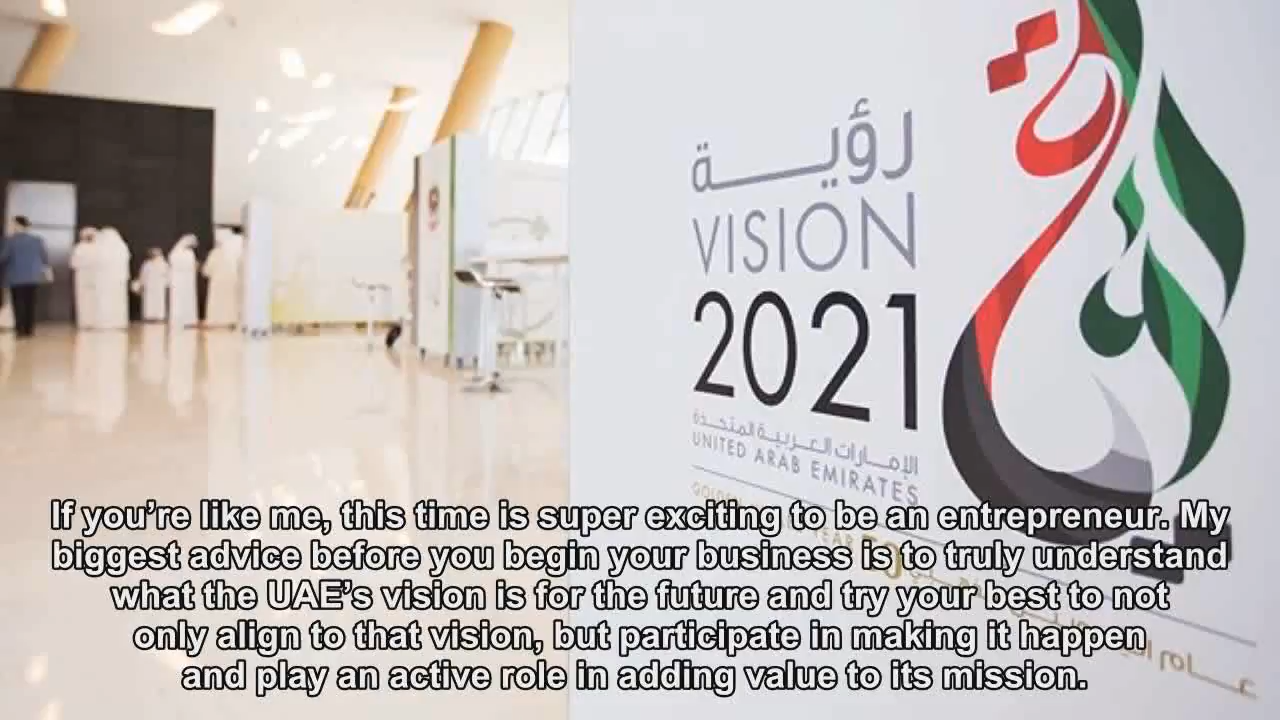 رؤيـــــة
VISION
2021
الإمارات العربية المتحدة
UNITED ARAB EMIRATES
If you’re like me, this time is super exciting to be an entrepreneur. My
biggest advice before you begin your business is to truly understand
what the UAE’s vision is for the future and try your best to not
only align to that vision, but participate in making it happen
and play an active role in adding value to its mission.